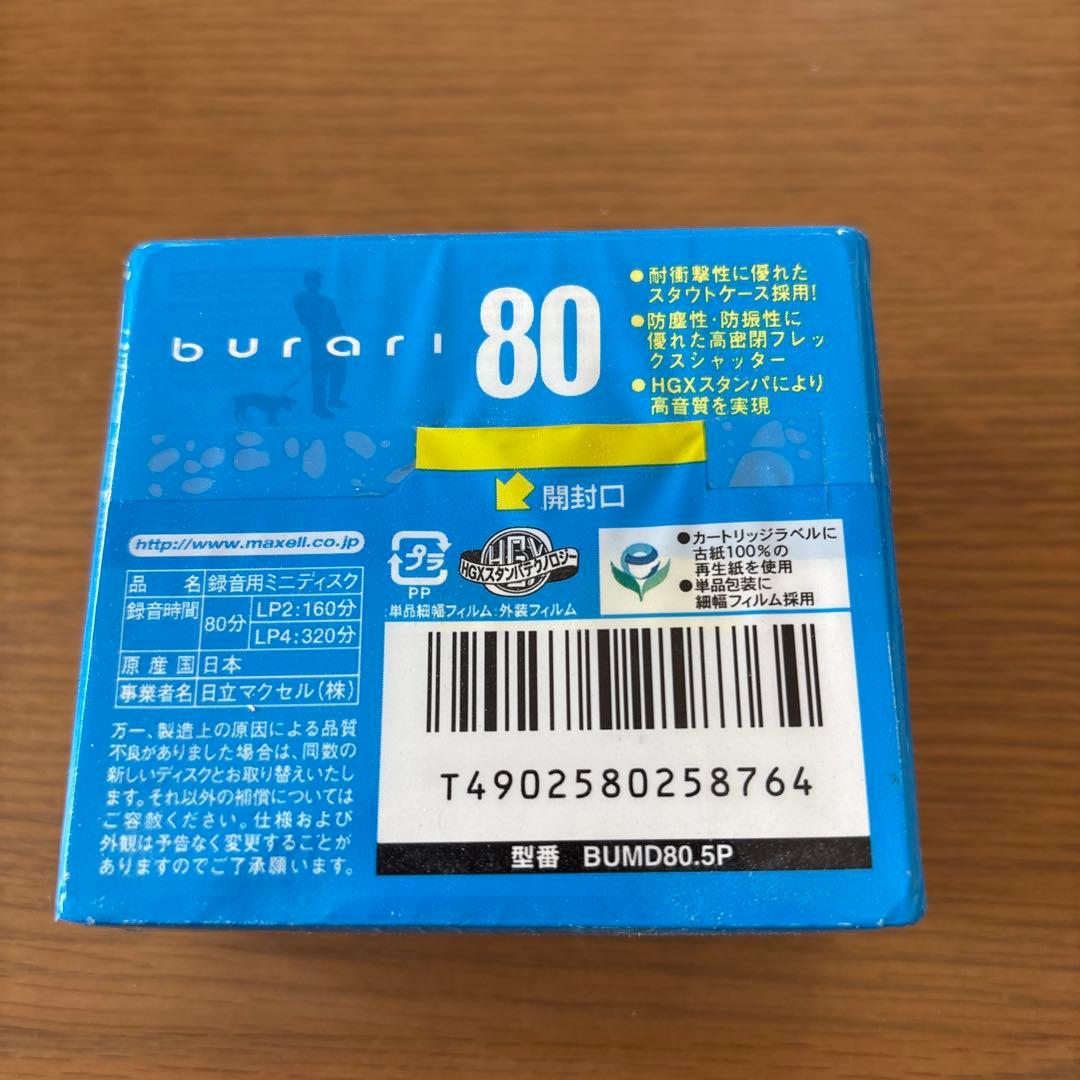 burari
80
●耐衝撃性に優れた
スタウトケース採用!
●防塵性・防振性に
優れた高密閉フレッ
クスシャッター
●HGXスタンパにより
高音質を実現
開封口
http://www.maxell.co.jp
品 名 録音用ミニディスク
録音時間 80分 LP2:160分
LP4:320分
原産国 日本
事業者名 日立マクセル(株)
万一、製造上の原因による品質
不良がありました場合は、同数の
新しいディスクとお取り替えいたし
ます。それ以外の補償については
ご容赦ください。仕様および
外観は予告なく変更することが
ありますのでご了承願います。
プラ
PP
HGX
HGXスタンパテクノロジー
単品細幅フィルム:外装フィルム
●カートリッジラベルに
古紙100%の
再生紙を使用
●単品包装に
細幅フィルム採用
T4902580258764
型番 BUMD80.5P